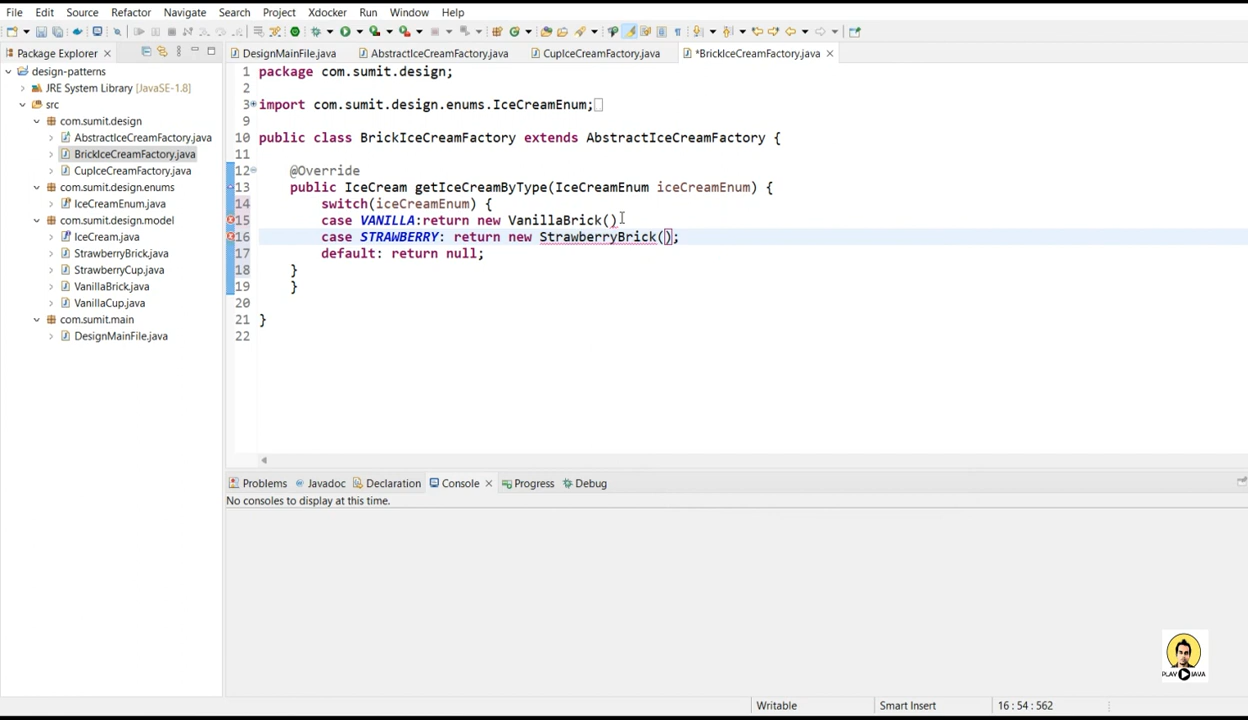 File Edit Source Refactor Navigate Search Project Xdocker Run Window Help
Package Explorer
DesignMainFile.java AbstractIceCreamFactory.java CupIceCreamFactory.java *BrickIceCreamFactory.java
design-patterns
JRE System Library [JavaSE-1.8]
src
com.sumit.design
AbstractIceCreamFactory.java
BrickIceCreamFactory.java
CupIceCreamFactory.java
com.sumit.design.enums
IceCreamEnum.java
com.sumit.design.model
IceCream.java
StrawberryBrick.java
StrawberryCup.java
VanillaBrick.java
VanillaCup.java
com.sumit.main
DesignMainFile.java
1 package com.sumit.design;
2
3 import com.sumit.design.enums.IceCreamEnum;
9
10 public class BrickIceCreamFactory extends AbstractIceCreamFactory {
11
12 @Override
13 public IceCream getIceCreamByType(IceCreamEnum iceCreamEnum) {
14 switch(iceCreamEnum) {
15 case VANILLA:return new VanillaBrick()
16 case STRAWBERRY: return new StrawberryBrick();
17 default: return null;
18 }
19 }
20
21 }
22
Problems Javadoc Declaration Console Progress Debug
No consoles to display at this time.
PLAY JAVA
Writable Smart Insert 16 : 54 : 562